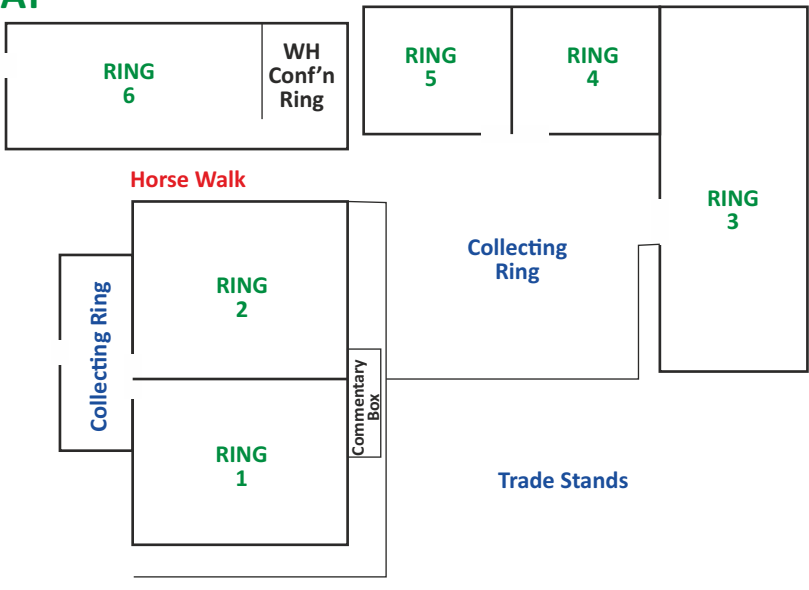 RING
6
WH
Conf'n
Ring
RING
5
RING
4
RING
3
Horse Walk
Collecting
Ring
RING
2
Collecting Ring
Commentary
Box
RING
1
Trade Stands